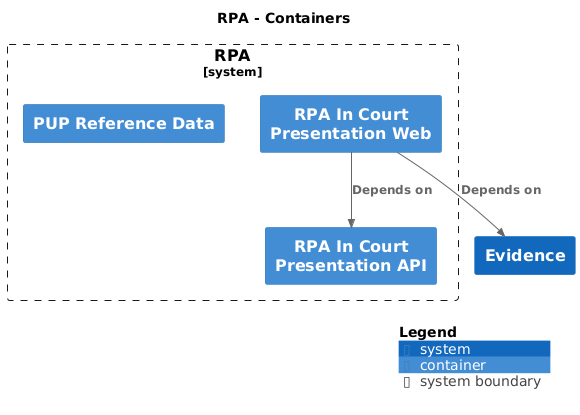 RPA - Containers
RPA
[system]
PUP Reference Data
RPA In Court
Presentation Web
Depends on
Depends on
RPA In Court
Presentation API
Evidence
Legend
system
container
system boundary